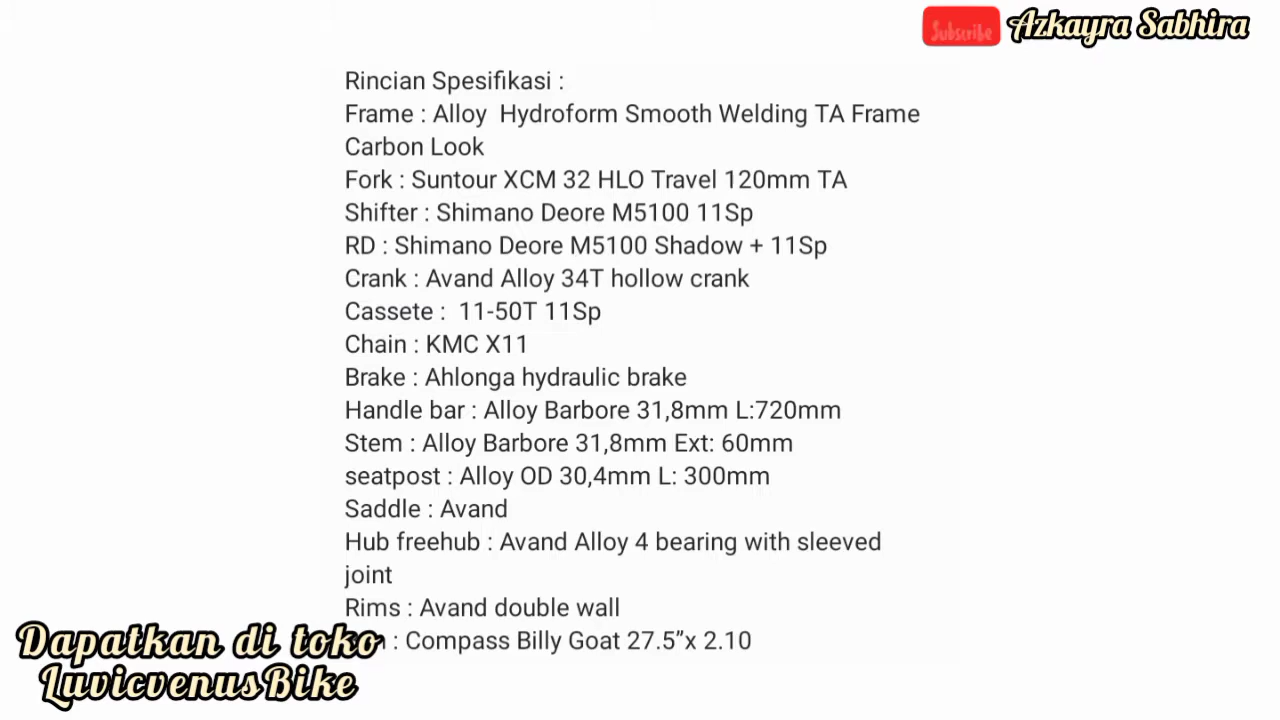 Subscribe Azkayra Sabhira
Rincian Spesifikasi :
Frame : Alloy  Hydroform Smooth Welding TA Frame
Carbon Look
Fork : Suntour XCM 32 HLO Travel 120mm TA
Shifter : Shimano Deore M5100 11Sp
RD : Shimano Deore M5100 Shadow + 11Sp
Crank : Avand Alloy 34T hollow crank
Cassete :  11-50T 11Sp
Chain : KMC X11
Brake : Ahlonga hydraulic brake
Handle bar : Alloy Barbore 31,8mm L:720mm
Stem : Alloy Barbore 31,8mm Ext: 60mm
seatpost : Alloy OD 30,4mm L: 300mm
Saddle : Avand
Hub freehub : Avand Alloy 4 bearing with sleeved
joint
Rims : Avand double wall
: Compass Billy Goat 27.5”x 2.10
Dapatkan di toko
LuvicvenusBike